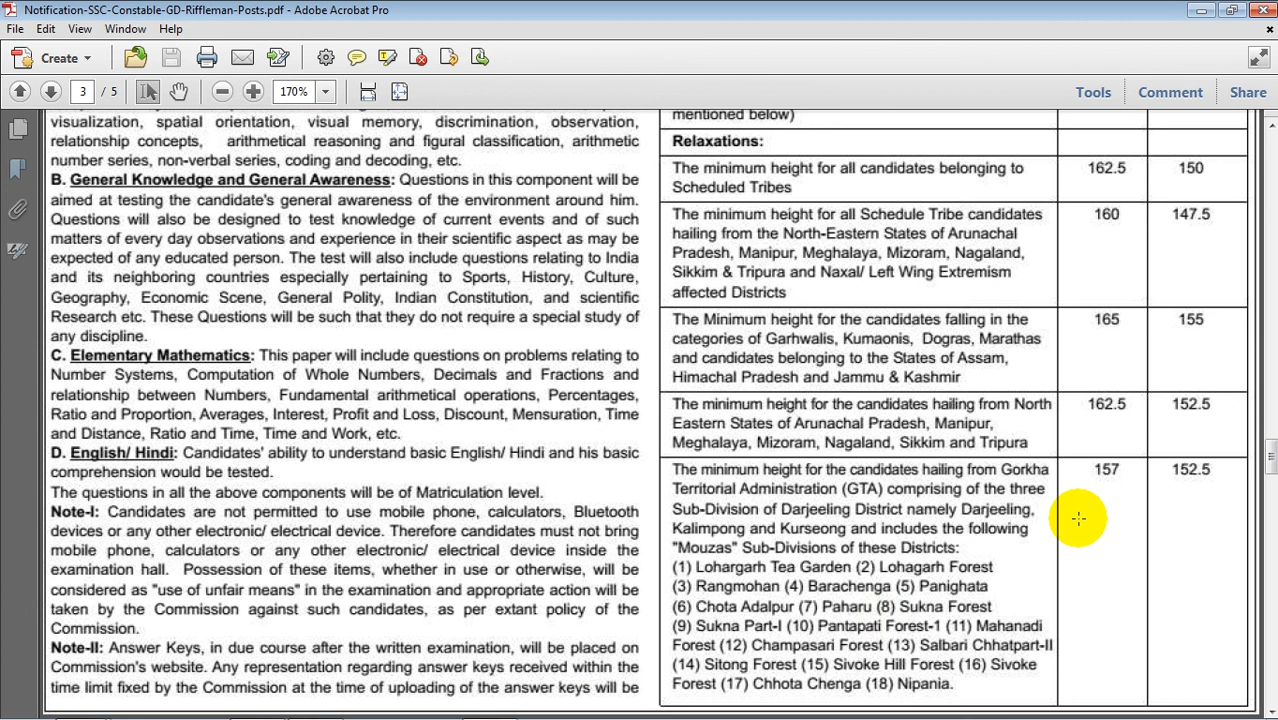 Notification-SSC-Constable-GD-Riffleman-Posts.pdf - Adobe Acrobat Pro
File Edit View Window Help
Create
3 / 5 170% Tools Comment Share
visualization, spatial orientation, visual memory, discrimination, observation,
relationship concepts, arithmetical reasoning and figural classification, arithmetic
number series, non-verbal series, coding and decoding, etc.
B. General Knowledge and General Awareness: Questions in this component will be
aimed at testing the candidate's general awareness of the environment around him.
Questions will also be designed to test knowledge of current events and of such
matters of every day observations and experience in their scientific aspect as may be
expected of any educated person. The test will also include questions relating to India
and its neighboring countries especially pertaining to Sports, History, Culture,
Geography, Economic Scene, General Polity, Indian Constitution, and scientific
Research etc. These Questions will be such that they do not require a special study of
any discipline.
C. Elementary Mathematics: This paper will include questions on problems relating to
Number Systems, Computation of Whole Numbers, Decimals and Fractions and
relationship between Numbers, Fundamental arithmetical operations, Percentages,
Ratio and Proportion, Averages, Interest, Profit and Loss, Discount, Mensuration, Time
and Distance, Ratio and Time, Time and Work, etc.
D. English/ Hindi: Candidates' ability to understand basic English/ Hindi and his basic
comprehension would be tested.
The questions in all the above components will be of Matriculation level.
Note-I: Candidates are not permitted to use mobile phone, calculators, Bluetooth
devices or any other electronic/ electrical device. Therefore candidates must not bring
mobile phone, calculators or any other electronic/ electrical device inside the
examination hall. Possession of these items, whether in use or otherwise, will be
considered as "use of unfair means" in the examination and appropriate action will be
taken by the Commission against such candidates, as per extant policy of the
Commission.
Note-II: Answer Keys, in due course after the written examination, will be placed on
Commission's website. Any representation regarding answer keys received within the
time limit fixed by the Commission at the time of uploading of the answer keys will be
mentioned below)
Relaxations:
The minimum height for all candidates belonging to 162.5 150
Scheduled Tribes
The minimum height for all Schedule Tribe candidates 160 147.5
hailing from the North-Eastern States of Arunachal
Pradesh, Manipur, Meghalaya, Mizoram, Nagaland,
Sikkim & Tripura and Naxal/ Left Wing Extremism
affected Districts
The Minimum height for the candidates falling in the 165 155
categories of Garhwalis, Kumaonis, Dogras, Marathas
and candidates belonging to the States of Assam,
Himachal Pradesh and Jammu & Kashmir
The minimum height for the candidates hailing from North 162.5 152.5
Eastern States of Arunachal Pradesh, Manipur,
Meghalaya, Mizoram, Nagaland, Sikkim and Tripura
The minimum height for the candidates hailing from Gorkha 157 152.5
Territorial Administration (GTA) comprising of the three
Sub-Division of Darjeeling District namely Darjeeling,
Kalimpong and Kurseong and includes the following
"Mouzas" Sub-Divisions of these Districts:
(1) Lohargarh Tea Garden (2) Lohagarh Forest
(3) Rangmohan (4) Barachenga (5) Panighata
(6) Chota Adalpur (7) Paharu (8) Sukna Forest
(9) Sukna Part-I (10) Pantapati Forest-1 (11) Mahanadi
Forest (12) Champasari Forest (13) Salbari Chhatpart-II
(14) Sitong Forest (15) Sivoke Hill Forest (16) Sivoke
Forest (17) Chhota Chenga (18) Nipania.